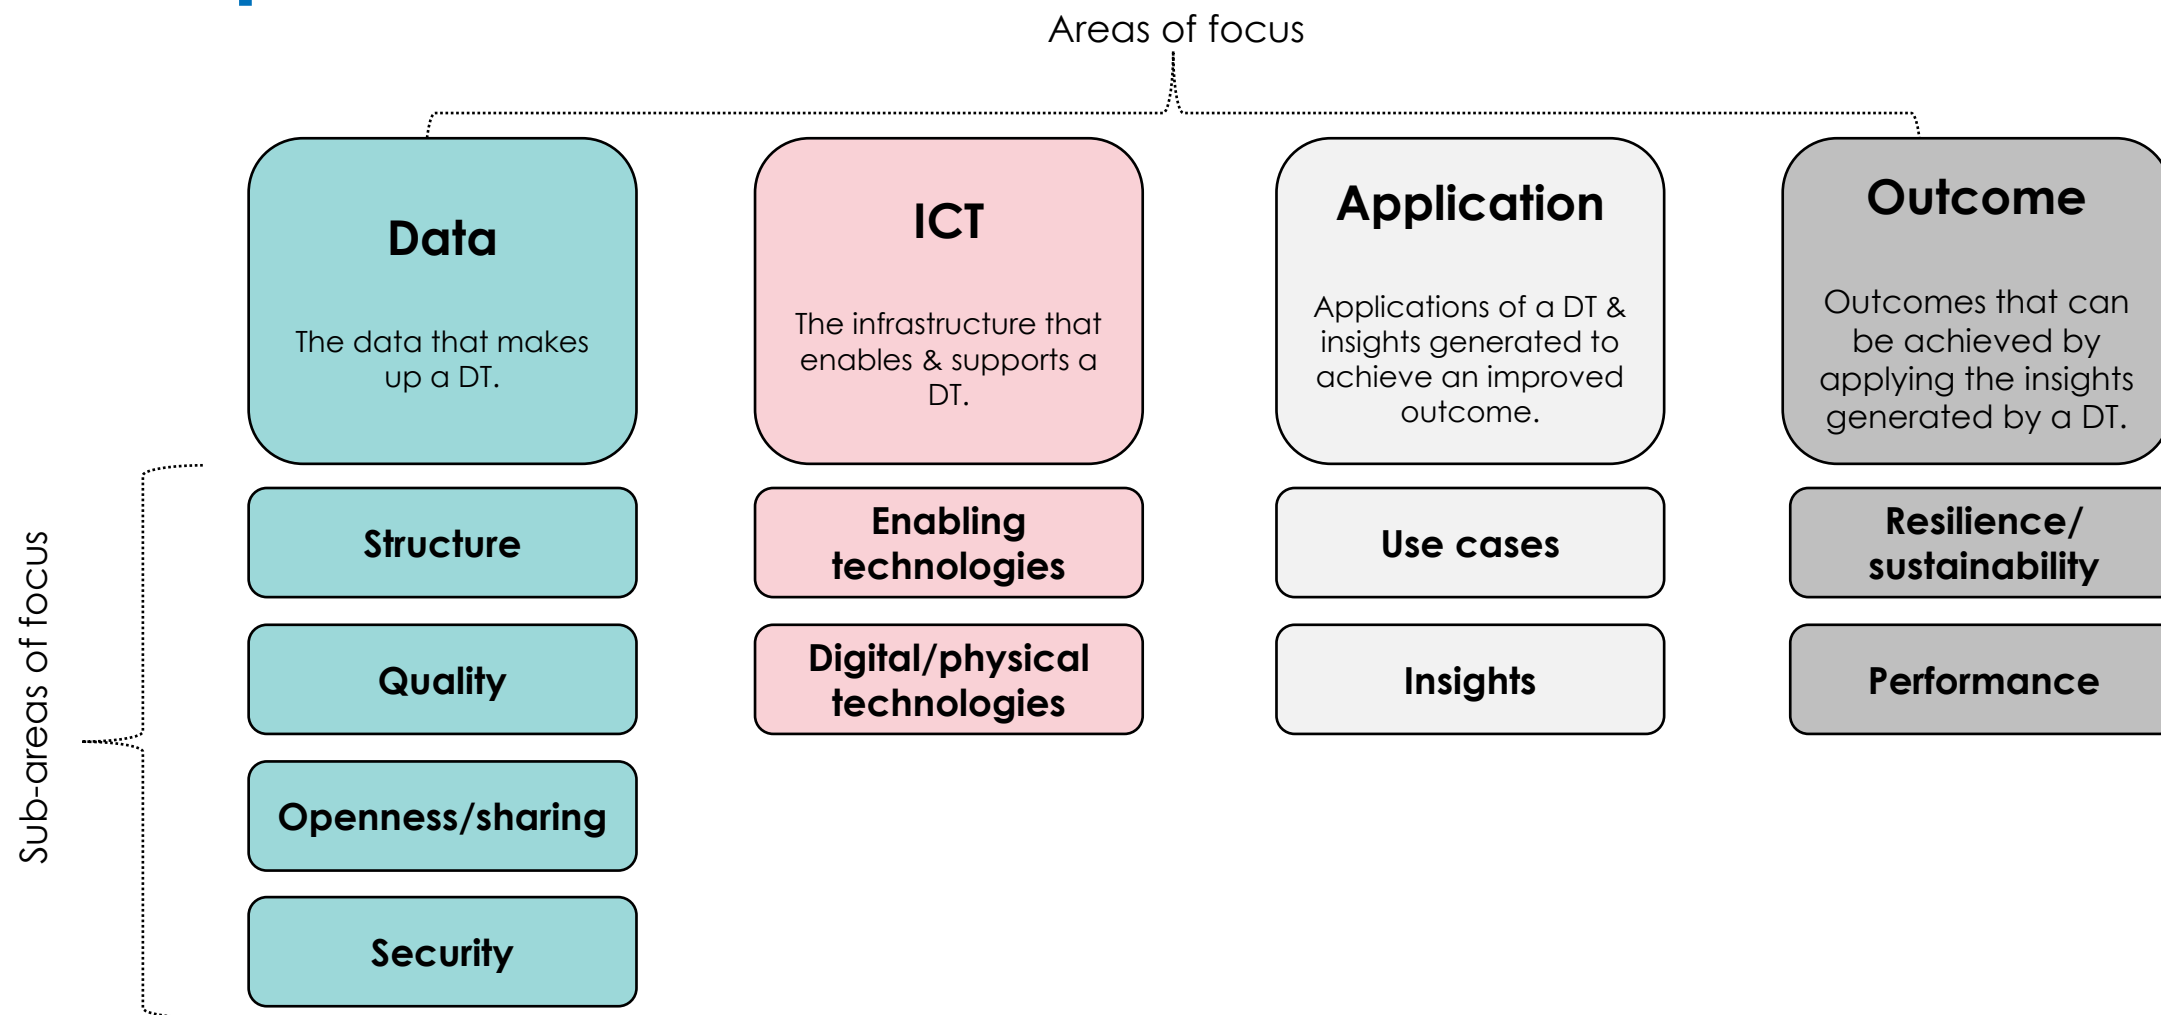 Areas of focus
Data
The data that makes
up a DT.
ICT
The infrastructure that
enables & supports a
DT.
Application
Applications of a DT &
insights generated to
achieve an improved
outcome.
Outcome
Outcomes that can
be achieved by
applying the insights
generated by a DT.
Sub-areas of focus
Structure
Quality
Openness/sharing
Security
Enabling
technologies
Digital/physical
technologies
Use cases
Insights
Resilience/
sustainability
Performance